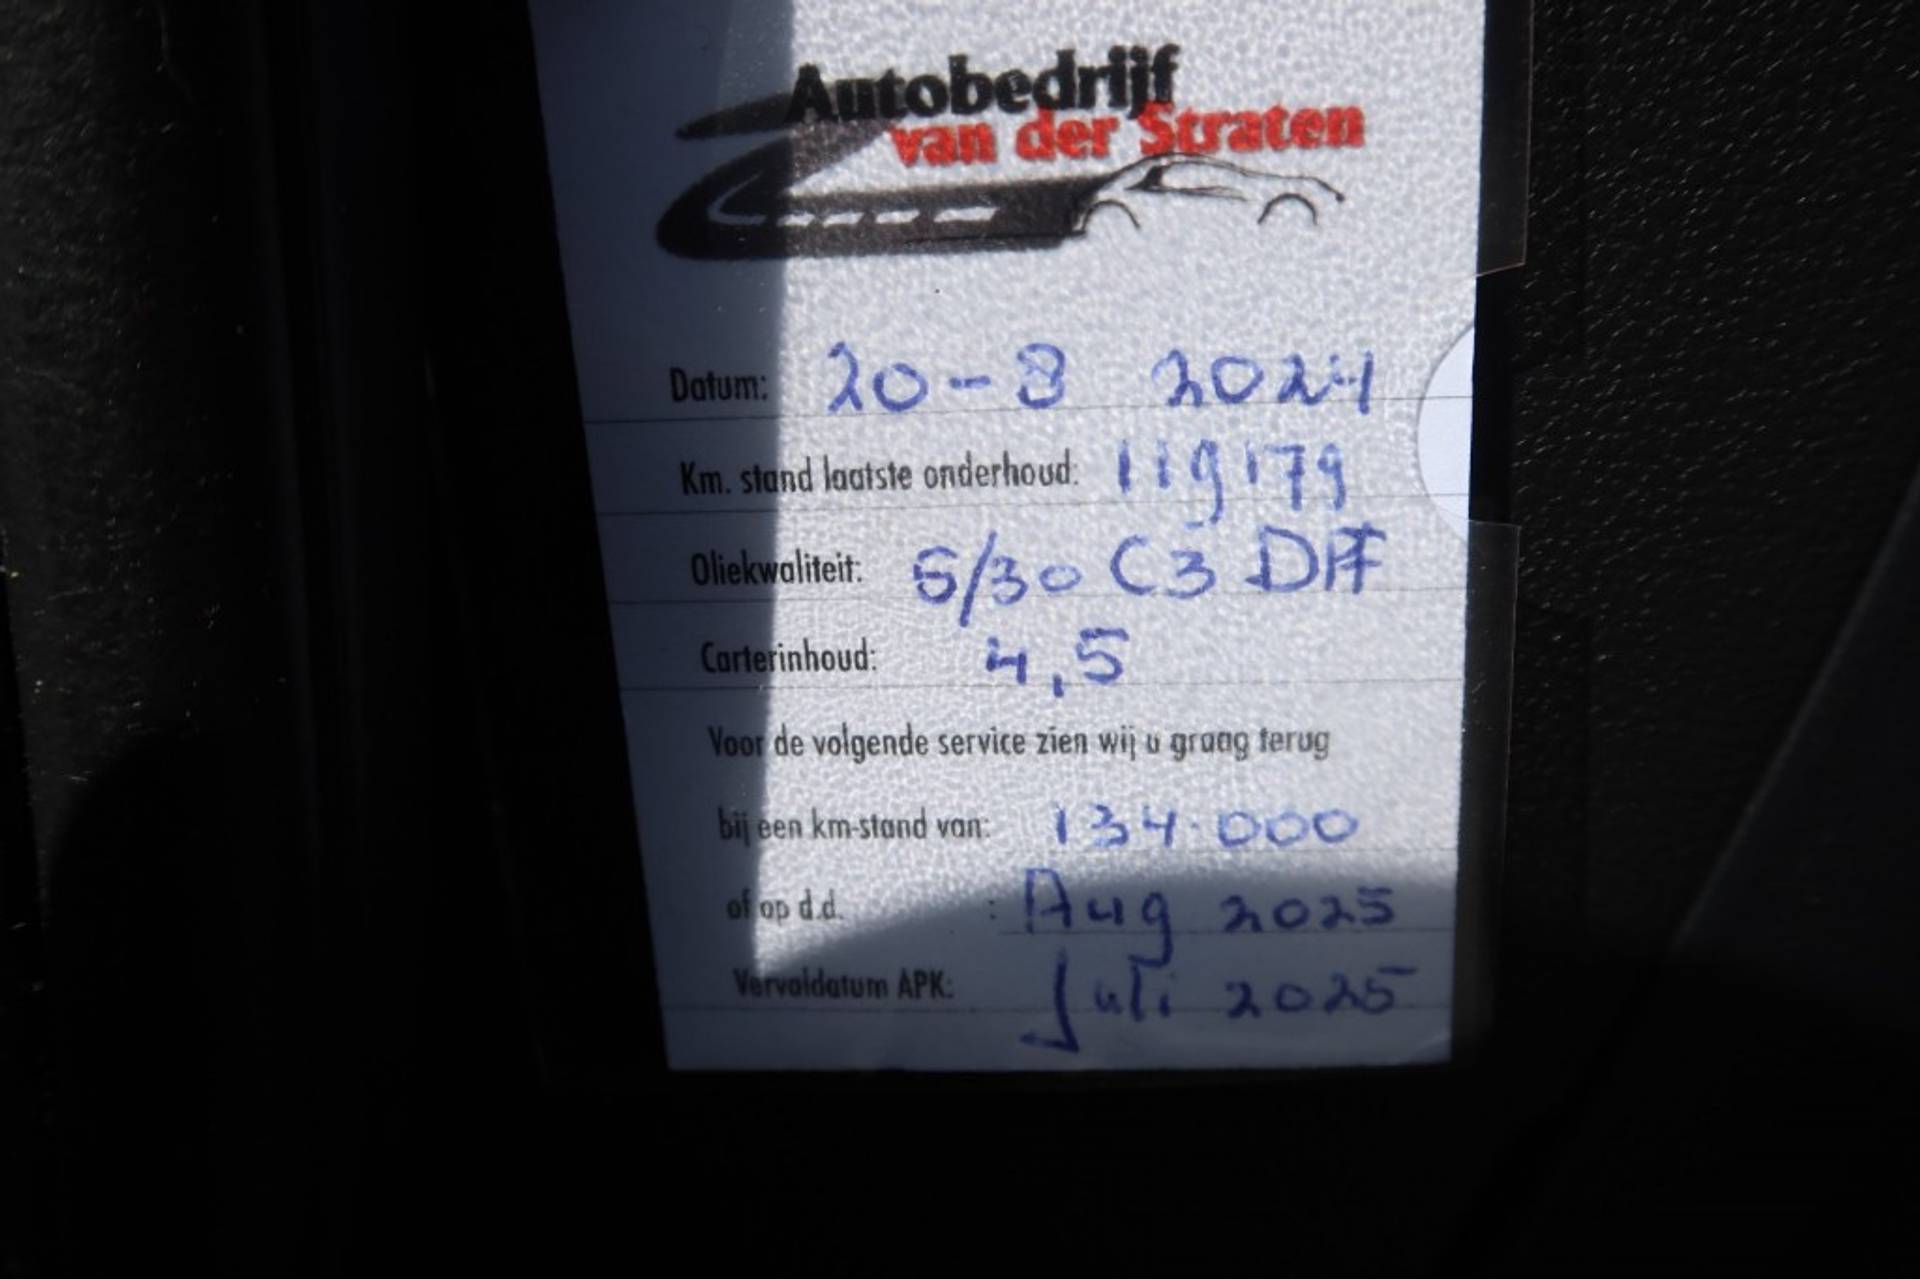 Autobedrijf
van der Straten
Datum: 20-8 2024
Km. stand laatste onderhoud: 119179
Oliekwaliteit: 5/30 C3 DPF
Carterinhoud: 4,5
Voor de volgende service zien wij u graag terug
bij een km-stand van: 134.000
of op d.d. : Aug 2025
Vervaldatum APK: Juli 2025